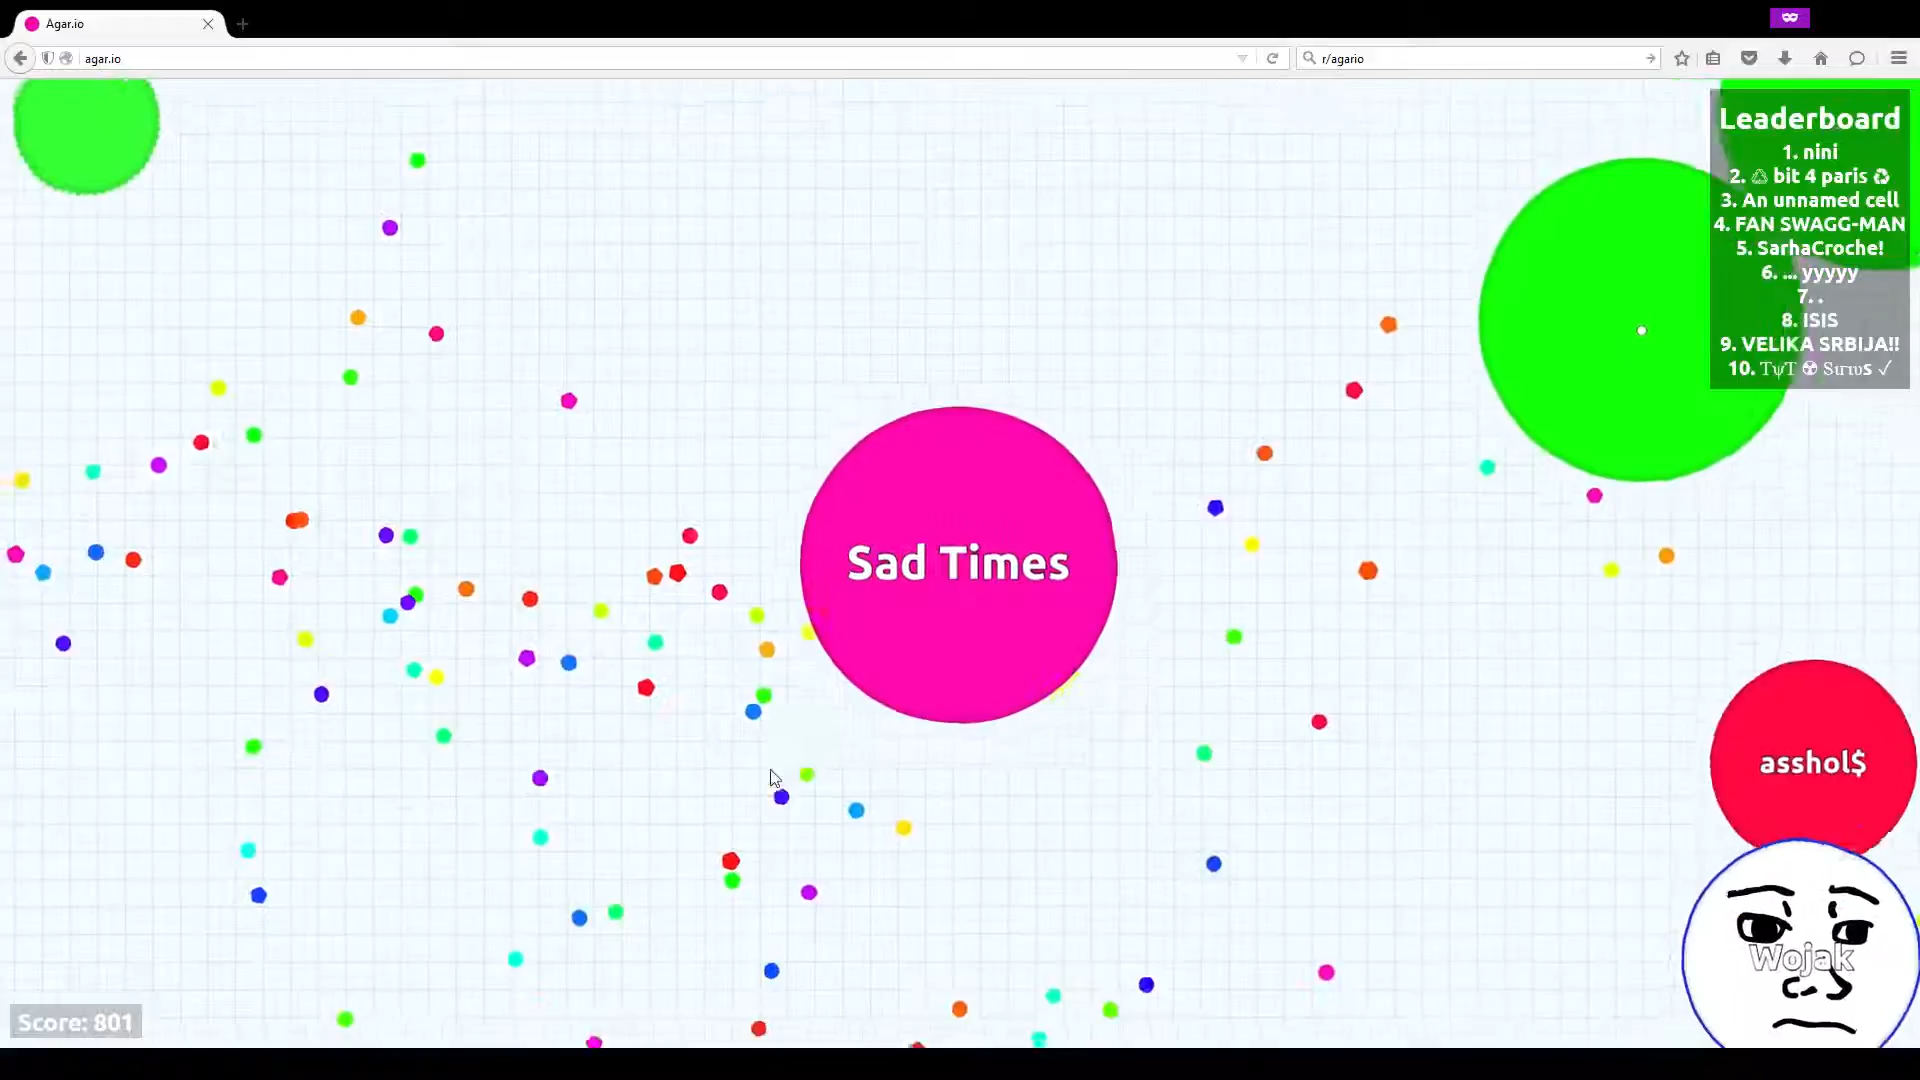 Agar.io
agar.io
r/agario
Leaderboard
1. nini
2. ♲ bit 4 paris ♻
3. An unnamed cell
4. FAN SWAGG-MAN
5. SarhaCroche!
6. ... yyyyy
7. .
8. ISIS
9. VELIKA SRBIJA!!
10. TψT ☢ Sιrιυs ✓
Sad Times
asshol$
Wojak
Score: 801